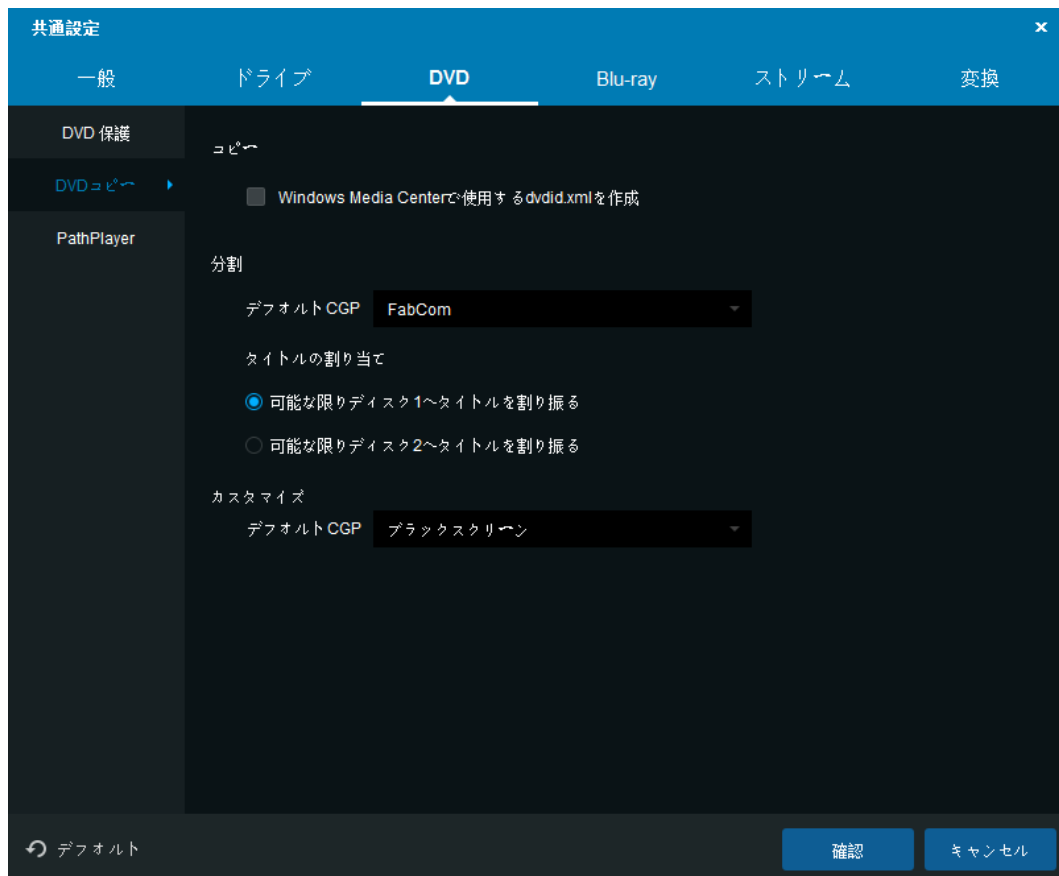 共通設定
一般 ドライブ DVD Blu-ray ストリーム 変換
DVD 保護
DVDコピー
PathPlayer
コピー
Windows Media Centerで使用するdvdid.xmlを作成
分割
デフォルトCGP FabCom
タイトルの割り当て
可能な限りディスク1へタイトルを割り振る
可能な限りディスク2へタイトルを割り振る
カスタマイズ
デフォルトCGP ブラックスクリーン
デフォルト 確認 キャンセル